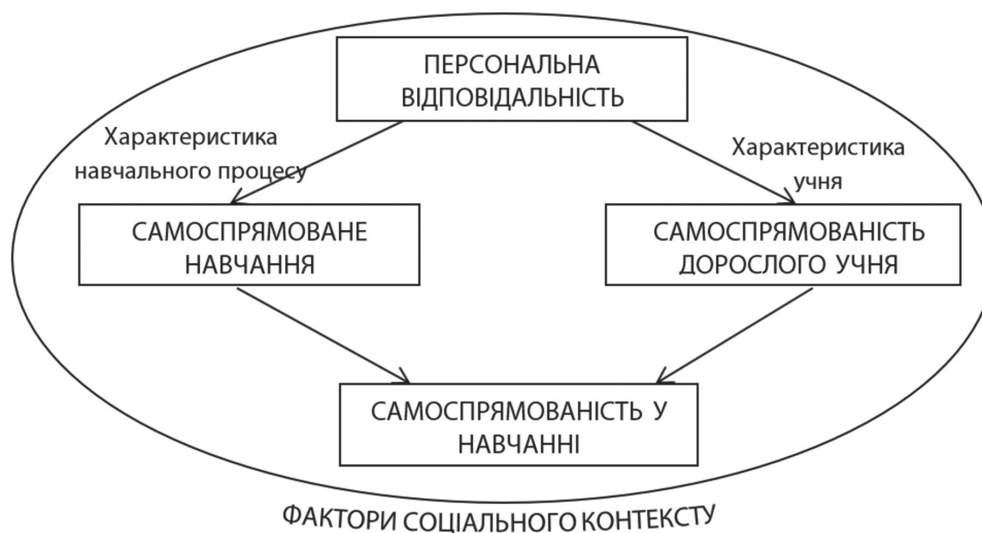 ПЕРСОНАЛЬНА
ВІДПОВІДАЛЬНІСТЬ
Характеристика
навчального процесу
Характеристика
учня
САМОСПРЯМОВАНЕ
НАВЧАННЯ
САМОСПРЯМОВАНІСТЬ
ДОРОСЛОГО УЧНЯ
САМОСПРЯМОВАНІСТЬ У
НАВЧАННІ
ФАКТОРИ СОЦІАЛЬНОГО КОНТЕКСТУ